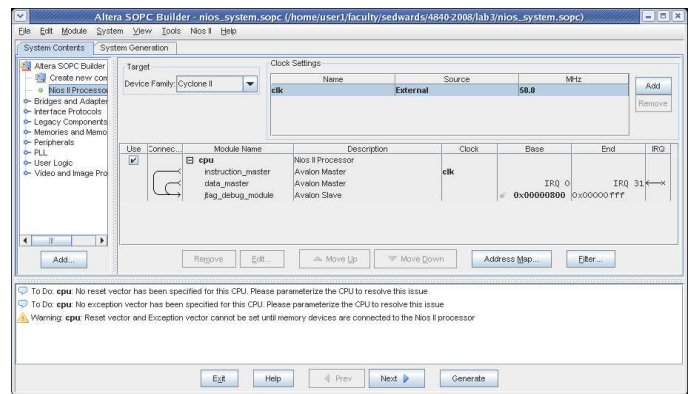 Altera SOPC Builder - nios_system.sopc (/home/user1/faculty/sedwards/4840-2008/lab3/nios_system.sopc)
File Edit Module System View Tools Nios II Help
System Contents System Generation
Altera SOPC Builder
Create new com
Nios II Processor
Bridges and Adapter
Interface Protocols
Legacy Components
Memories and Memo
Peripherals
PLL
User Logic
Video and Image Pro
Add...
Target
Device Family: Cyclone II
Clock Settings
Name Source MHz
clk External 50.0
Add
Remove
Use Connec... Module Name Description Clock Base End IRQ
cpu Nios II Processor
instruction_master Avalon Master clk
data_master Avalon Master IRQ 0 IRQ 31
jtag_debug_module Avalon Slave 0x00000800 0x00000fff
Remove Edit... Move Up Move Down Address Map... Filter...
To Do: cpu: No reset vector has been specified for this CPU. Please parameterize the CPU to resolve this issue
To Do: cpu: No exception vector has been specified for this CPU. Please parameterize the CPU to resolve this issue
Warning: cpu: Reset vector and Exception vector cannot be set until memory devices are connected to the Nios II processor
Exit Help Prev Next Generate